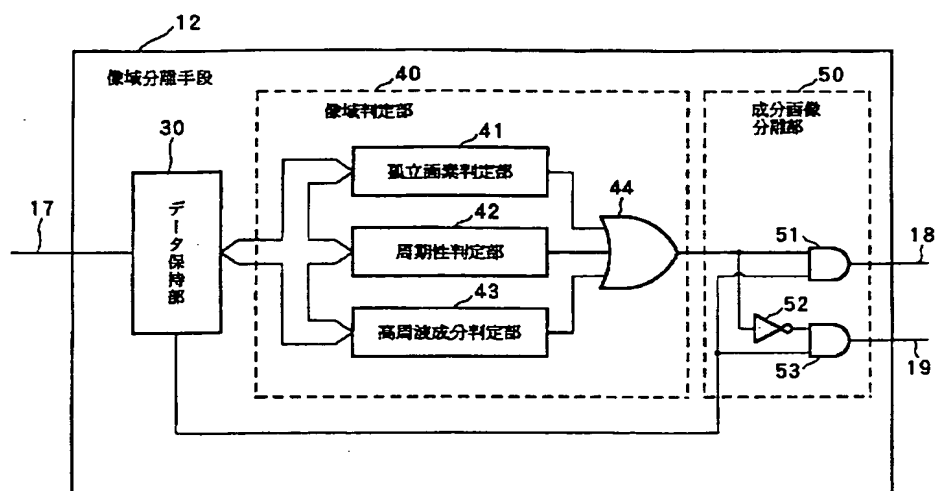 12
像域分離手段
40
50
像域判定部
成分画像
分離部
30
41
孤立画素判定部
44
17
データ保持部
42
周期性判定部
51
18
43
52
高周波成分判定部
53
19